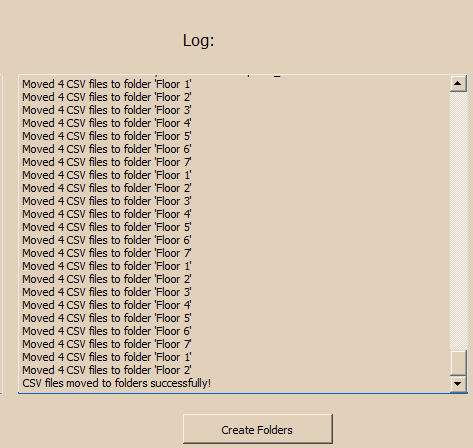 Log:
Moved 4 CSV files to folder 'Floor 1'
Moved 4 CSV files to folder 'Floor 2'
Moved 4 CSV files to folder 'Floor 3'
Moved 4 CSV files to folder 'Floor 4'
Moved 4 CSV files to folder 'Floor 5'
Moved 4 CSV files to folder 'Floor 6'
Moved 4 CSV files to folder 'Floor 7'
Moved 4 CSV files to folder 'Floor 1'
Moved 4 CSV files to folder 'Floor 2'
Moved 4 CSV files to folder 'Floor 3'
Moved 4 CSV files to folder 'Floor 4'
Moved 4 CSV files to folder 'Floor 5'
Moved 4 CSV files to folder 'Floor 6'
Moved 4 CSV files to folder 'Floor 7'
Moved 4 CSV files to folder 'Floor 1'
Moved 4 CSV files to folder 'Floor 2'
Moved 4 CSV files to folder 'Floor 3'
Moved 4 CSV files to folder 'Floor 4'
Moved 4 CSV files to folder 'Floor 5'
Moved 4 CSV files to folder 'Floor 6'
Moved 4 CSV files to folder 'Floor 7'
Moved 4 CSV files to folder 'Floor 1'
Moved 4 CSV files to folder 'Floor 2'
CSV files moved to folders successfully!
Create Folders